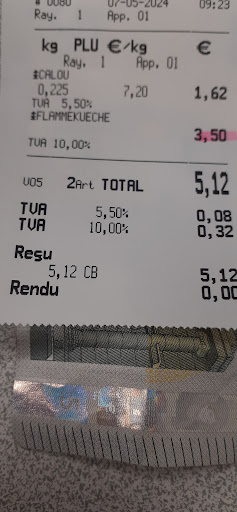 # 0080 07-05-2024 09:23
Ray. 1 App. 01
kg PLU €/kg €
Ray. 1 App. 01
#CALOU
0,225 7,20 1,62
TVA 5,50%
#FLAMMEKUECHE
3,50
TVA 10,00%
V05 2Art TOTAL 5,12
TVA 5,50% 0,08
TVA 10,00% 0,32
Reçu
5,12 CB 5,12
Rendu 0,00